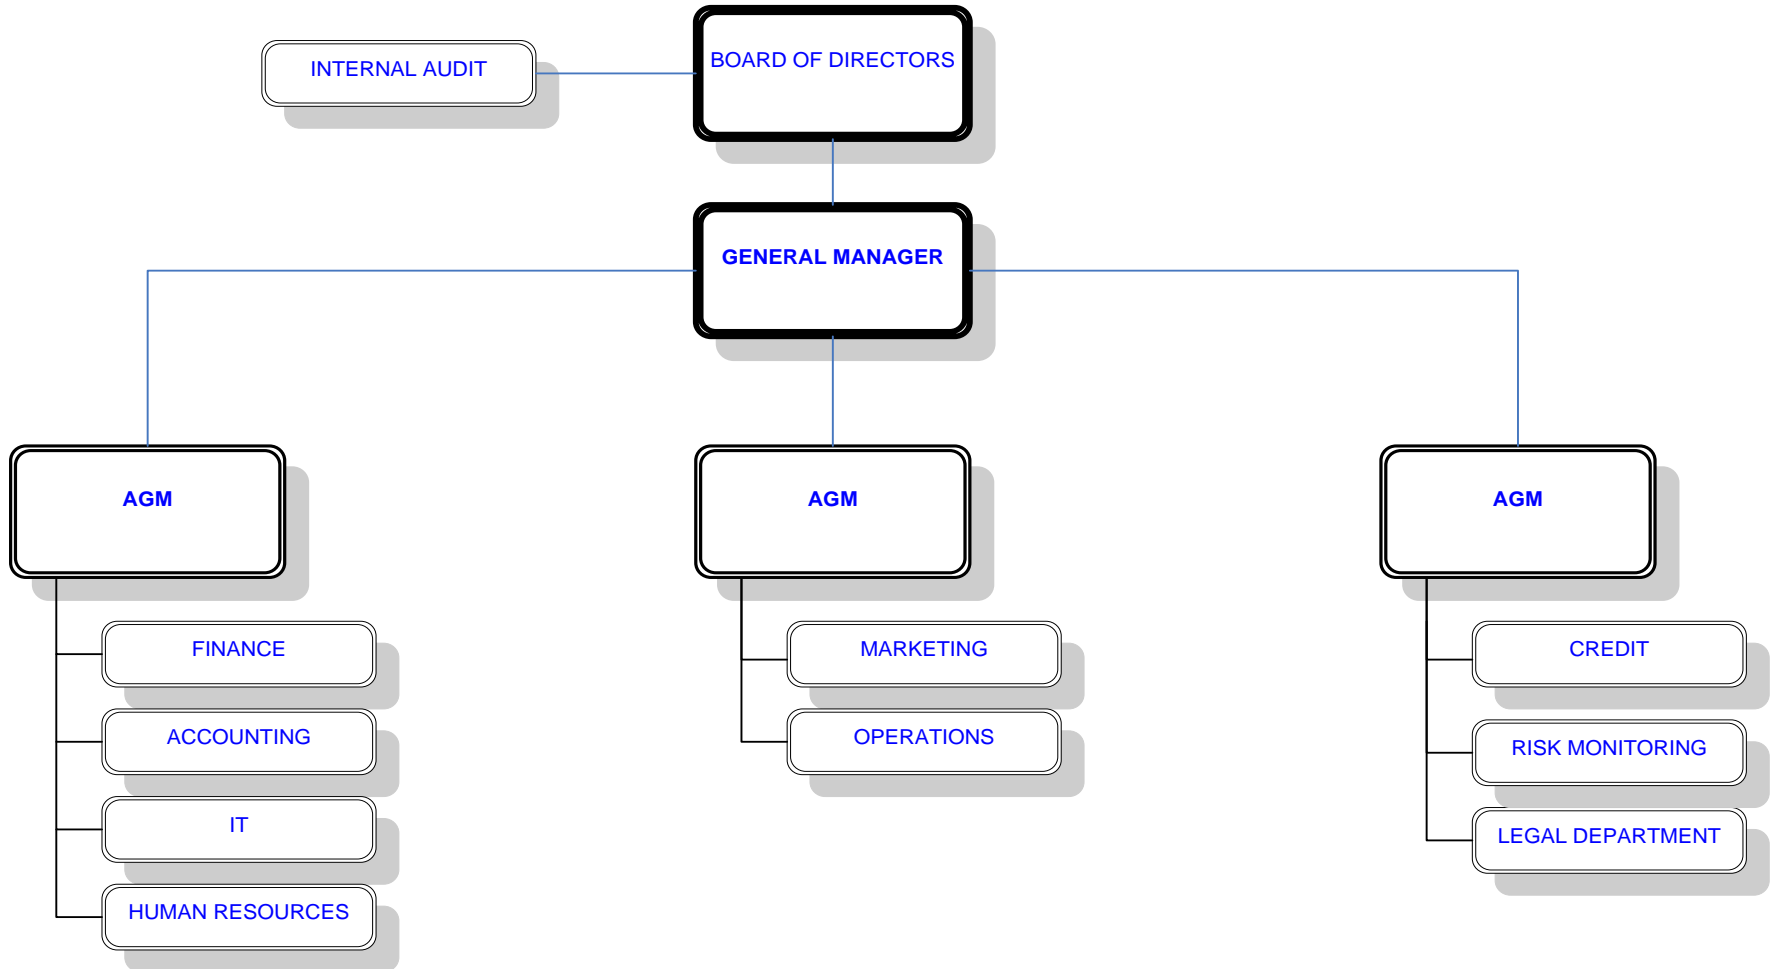 INTERNAL AUDIT
BOARD OF DIRECTORS
GENERAL MANAGER
AGM
FINANCE
ACCOUNTING
IT
HUMAN RESOURCES
AGM
MARKETING
OPERATIONS
AGM
CREDIT
RISK MONITORING
LEGAL DEPARTMENT